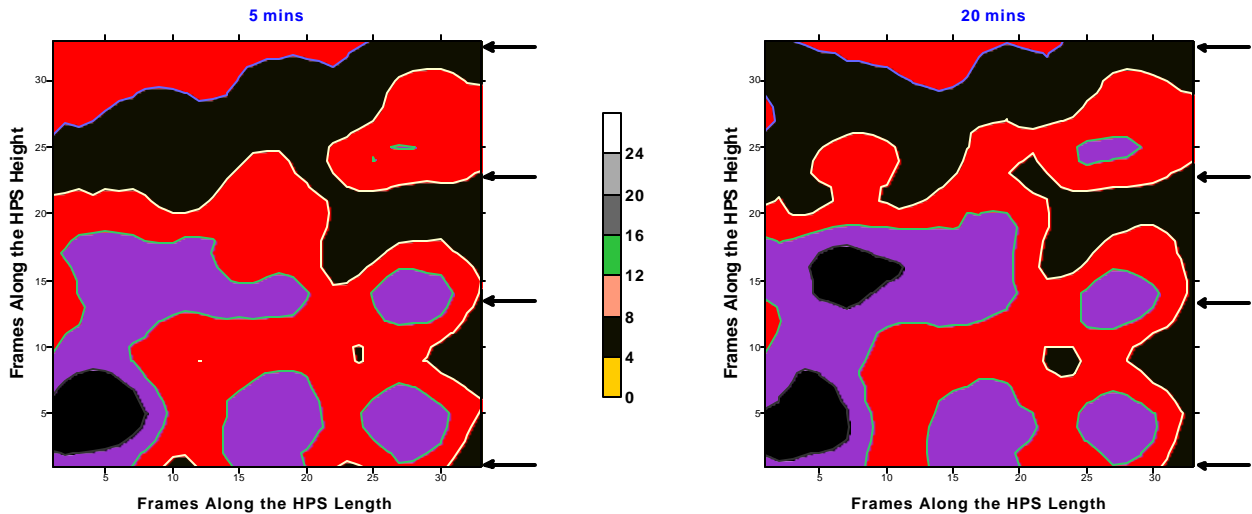 5 mins
Frames Along the HPS Height
30
25
20
15
10
5
5 10 15 20 25 30
Frames Along the HPS Length
24
20
16
12
8
4
0
20 mins
Frames Along the HPS Height
30
25
20
15
10
5
5 10 15 20 25 30
Frames Along the HPS Length